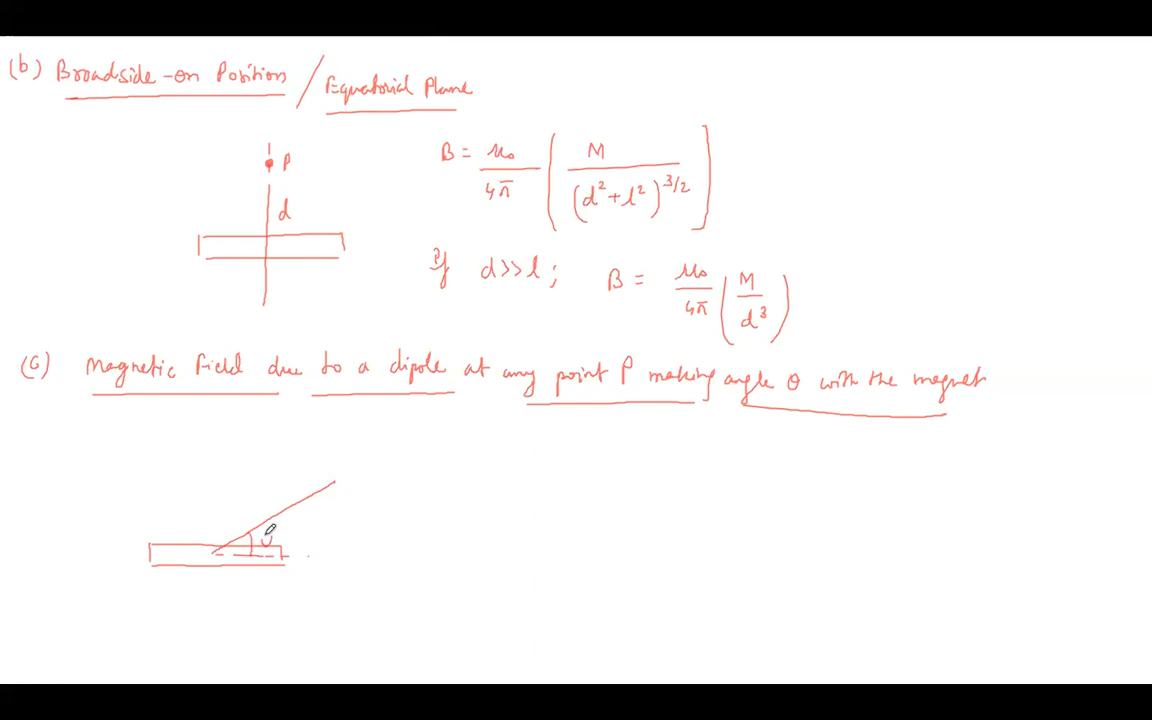 (b) Broadside-on Position / Equatorial Plane
P
d
B = μ₀/4π [ M/(d² + l²)^3/2 ]
If d>>l ; B = μ₀/4π ( M/d³ )
(c) Magnetic Field due to a dipole at any point P making angle θ with the magnet